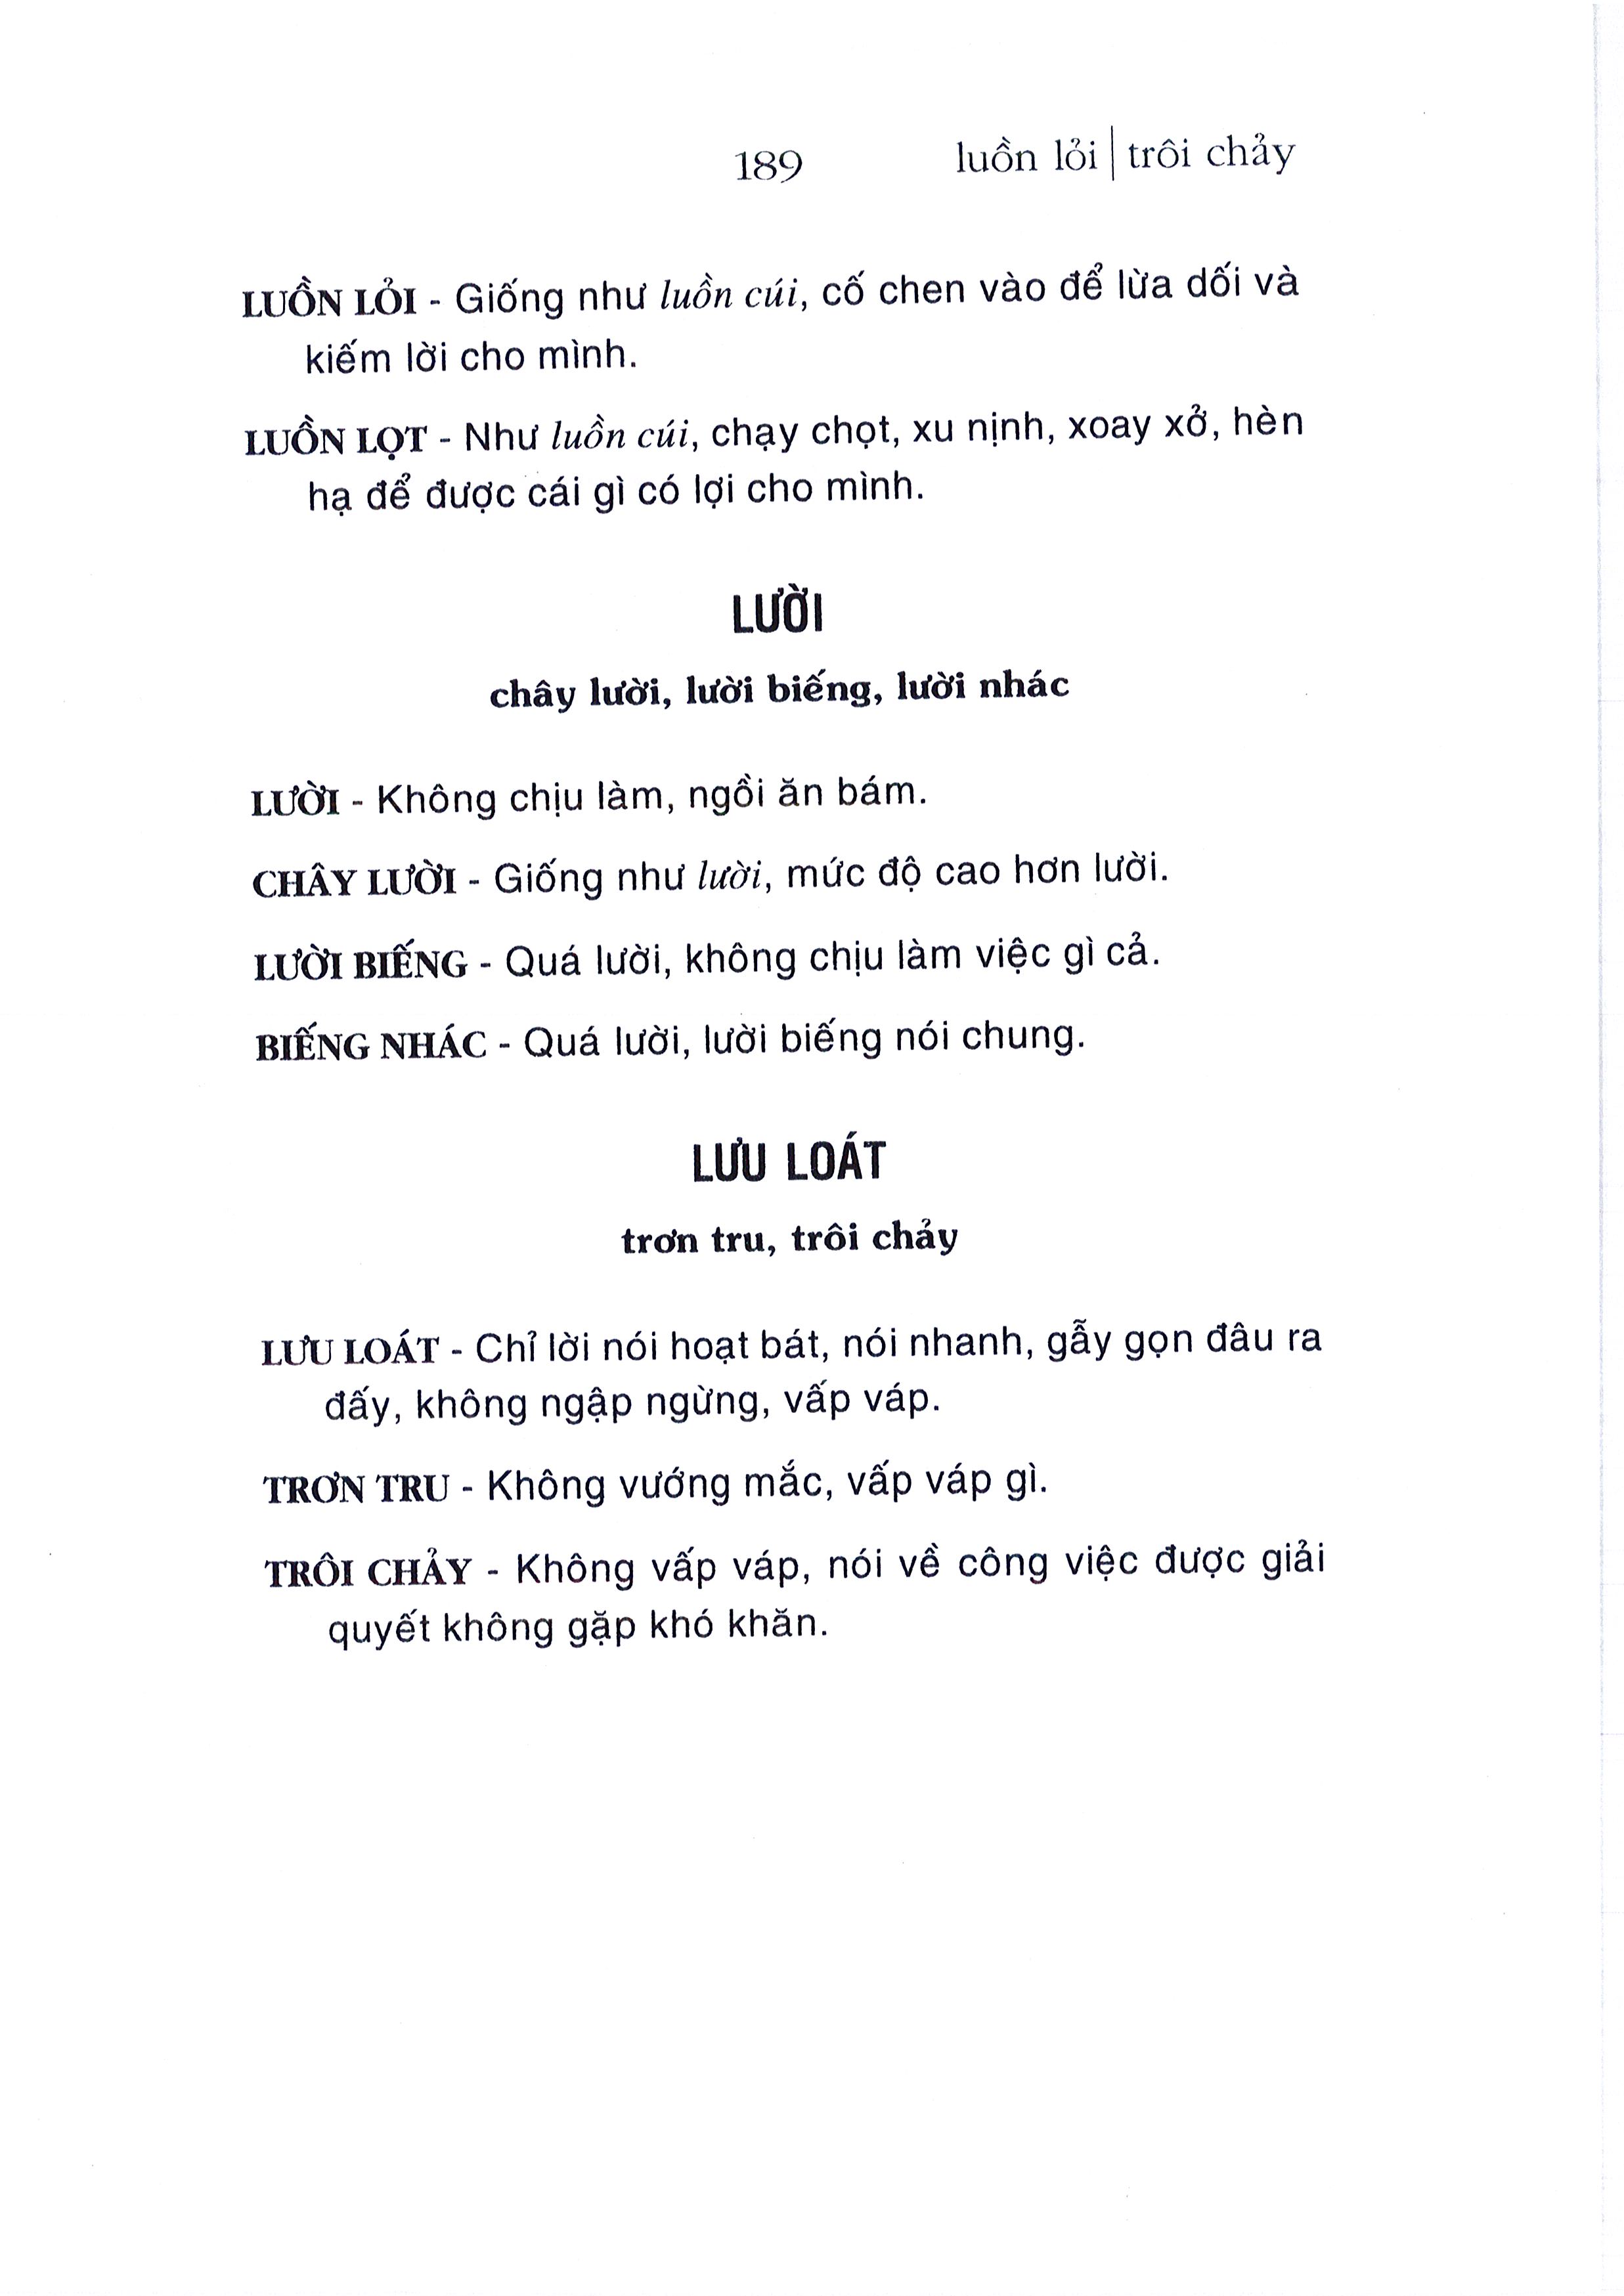 189 luồn lỏi | trôi chảy
LUỒN LỎI - Giống như luồn cúi, cố chen vào để lừa dối và
kiếm lời cho mình.
LUỒN LỌT - Như luồn cúi, chạy chọt, xu nịnh, xoay xở, hèn
hạ để được cái gì có lợi cho mình.
LƯỜI
chây lười, lười biếng, lười nhác
LƯỜI - Không chịu làm, ngồi ăn bám.
CHÂY LƯỜI - Giống như lười, mức độ cao hơn lười.
LƯỜI BIẾNG - Quá lười, không chịu làm việc gì cả.
BIẾNG NHÁC - Quá lười, lười biếng nói chung.
LƯU LOÁT
trơn tru, trôi chảy
LƯU LOÁT - Chỉ lời nói hoạt bát, nói nhanh, gẫy gọn đâu ra
đấy, không ngập ngừng, vấp váp.
TRƠN TRU - Không vướng mắc, vấp váp gì.
TRÔI CHẢY - Không vấp váp, nói về công việc được giải
quyết không gặp khó khăn.